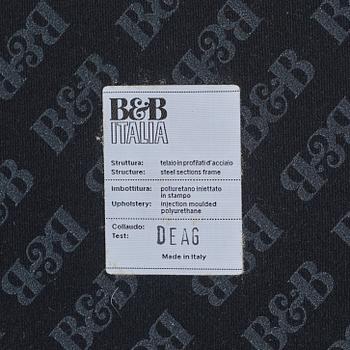 B&B
ITALIA
Struttura: telaio in profilati d'acciaio
Structure: steel sections frame
Imbottitura: poliuretano iniettato
in stampo
Upholstery: injection moulded
polyurethane
Collaudo:
Test: DEAG
Made in Italy
B&B
B&B
B&B
B&B
B&B
B&B
B&B
B&B
B&B
B&B